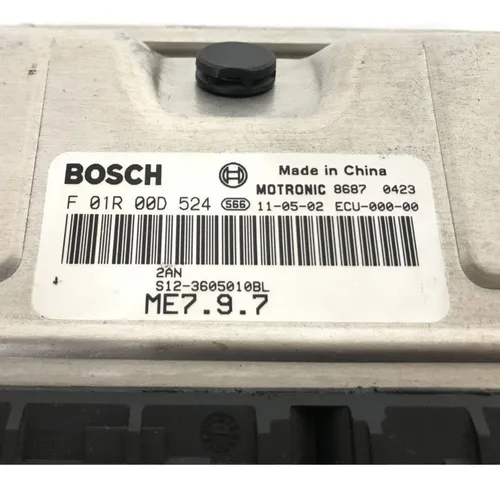 BOSCH Made in China
MOTRONIC 8687 0423
F 01R 00D 524 566 11-05-02 ECU-000-00
2AN
S12-3605010BL
ME7.9.7